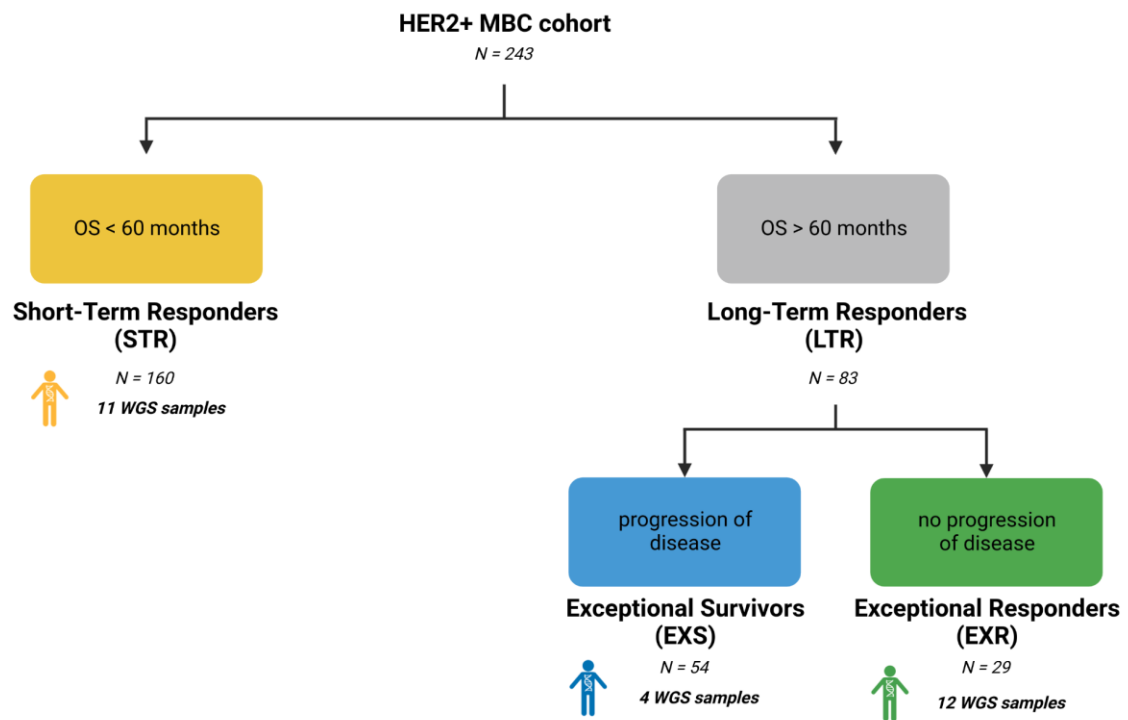 HER2+ MBC cohort
N = 243
OS < 60 months
OS > 60 months
Short-Term Responders
(STR)
N = 160
11 WGS samples
Long-Term Responders
(LTR)
N = 83
progression of
disease
no progression
of disease
Exceptional Survivors
(EXS)
N = 54
4 WGS samples
Exceptional Responders
(EXR)
N = 29
12 WGS samples